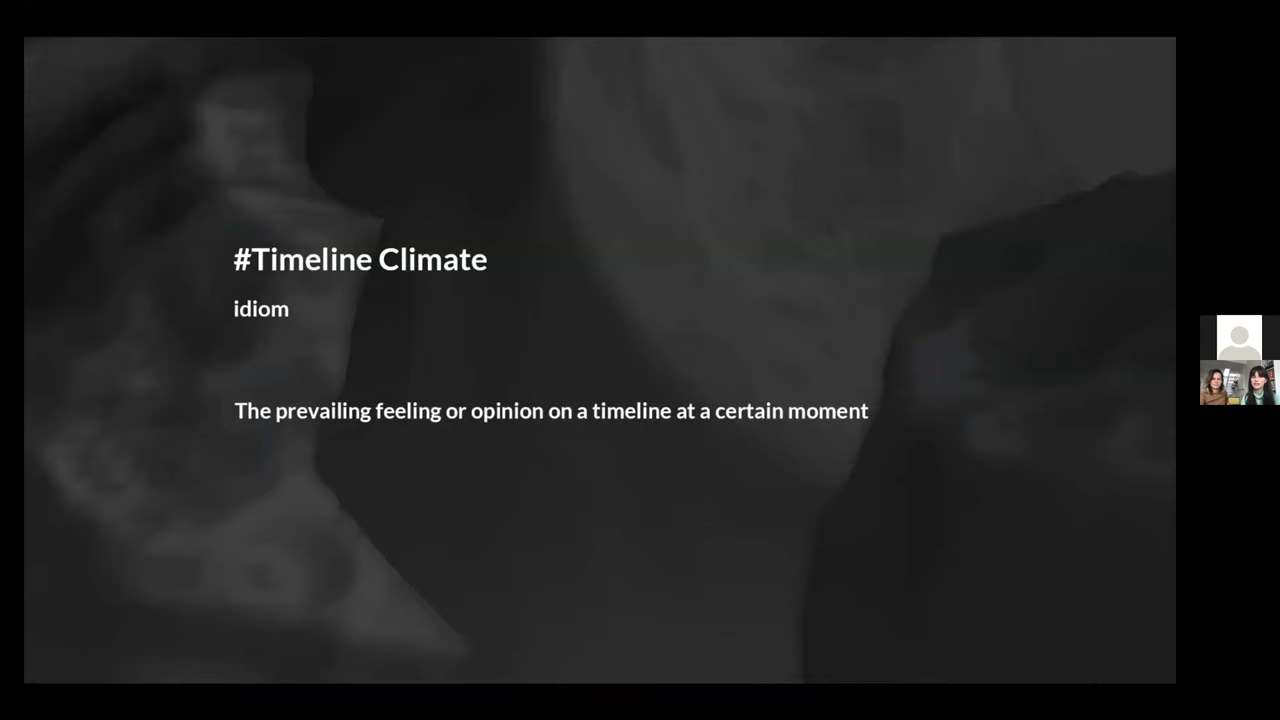 #Timeline Climate
idiom
The prevailing feeling or opinion on a timeline at a certain moment